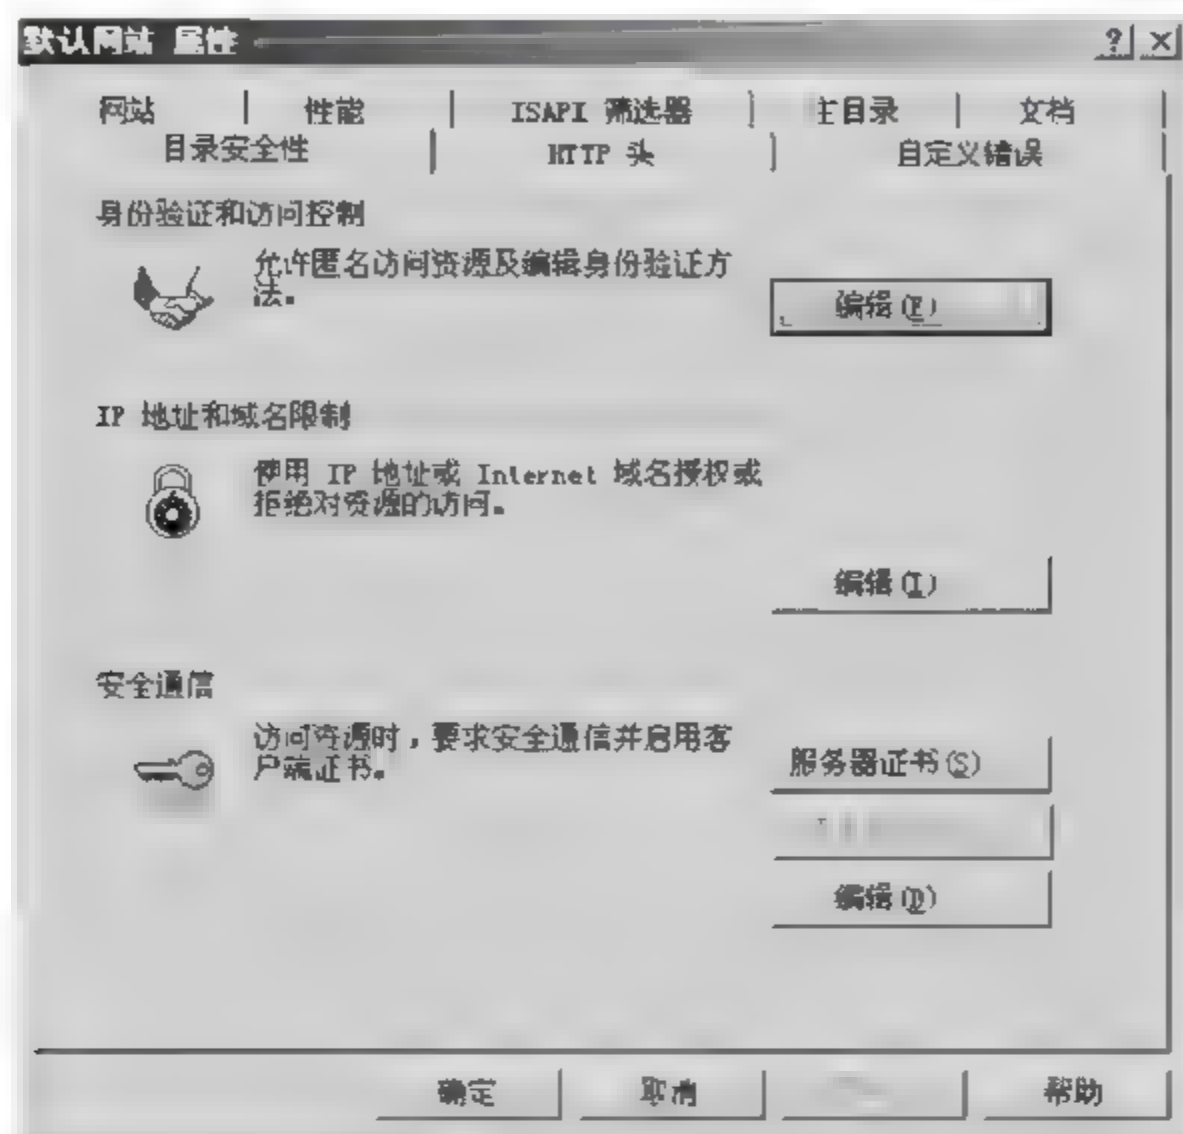 默认网站 属性
网站 性能 ISAPI 筛选器 主目录 文档
目录安全性 HTTP 头 自定义错误
身份验证和访问控制
允许匿名访问资源及编辑身份验证方
法。
编辑(E)
IP 地址和域名限制
使用 IP 地址或 Internet 域名授权或
拒绝对资源的访问。
编辑(I)
安全通信
访问资源时，要求安全通信并启用客
户端证书。
服务器证书(S)
编辑(D)
确定 取消 帮助